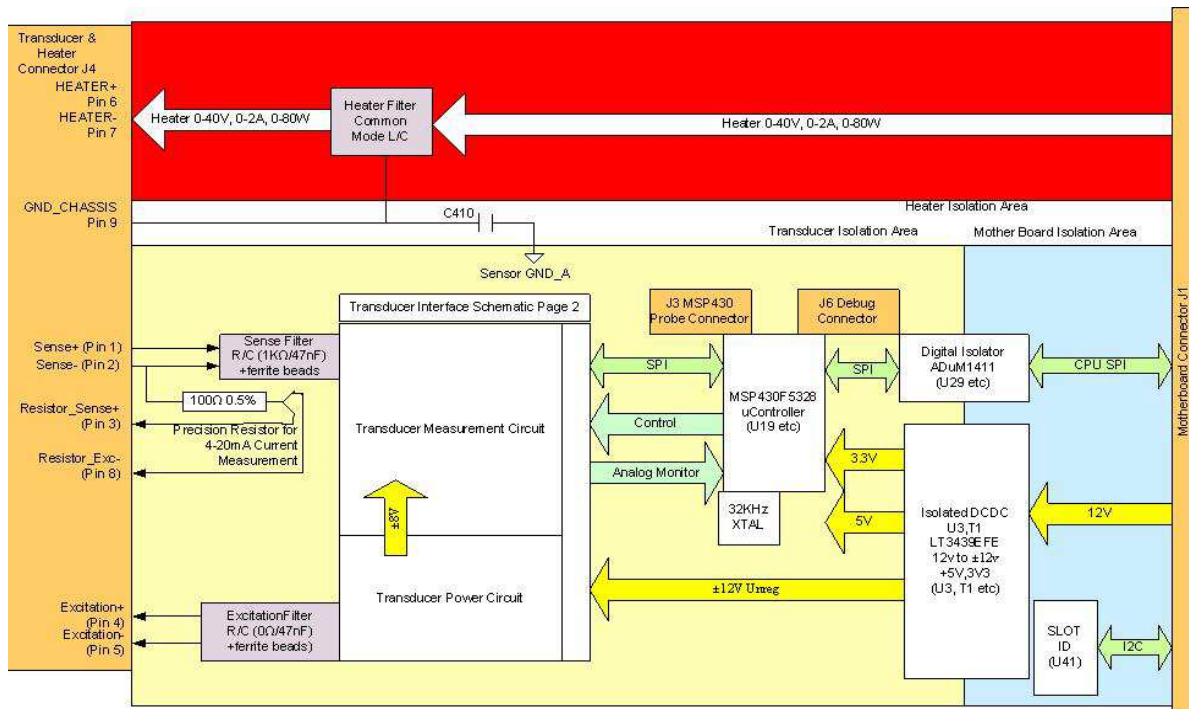 Transducer &
Heater
Connector J4
HEATER+
Pin 6
HEATER-
Pin 7
Heater 0-40V, 0-2A, 0-80W
Heater Filter
Common
Mode L/C
Heater 0-40V, 0-2A, 0-80W
GND_CHASSIS
Pin 9
C410
Heater Isolation Area
Transducer Isolation Area
Mother Board Isolation Area
Sensor GND_A
Transducer Interface Schematic Page 2
J3 MSP430
Probe Connector
J6 Debug
Connector
Motherboard Connector J1
Sense+ (Pin 1)
Sense- (Pin 2)
Sense Filter
R/C (1KΩ/47nF)
+ferrite beads
SPI
MSP430F5328
uController
(U19 etc)
SPI
Digital Isolator
ADuM1411
(U29 etc)
CPU SPI
100Ω 0.5%
Resistor_Sense+
(Pin 3)
Precision Resistor for
4-20mA Current
Measurement
Resistor_Exc-
(Pin 8)
Transducer Measurement Circuit
Control
Analog Monitor
3.3V
5V
32KHz
XTAL
±8V
Isolated DCDC
U3,T1
LT3439EFE
12v to ±12v
+5V,3V3
(U3, T1 etc)
12V
±12V Unreg
Transducer Power Circuit
Excitation+
(Pin 4)
Excitation-
(Pin 5)
ExcitationFilter
R/C (0Ω/47nF)
+ferrite beads)
SLOT
ID
(U41)
I2C